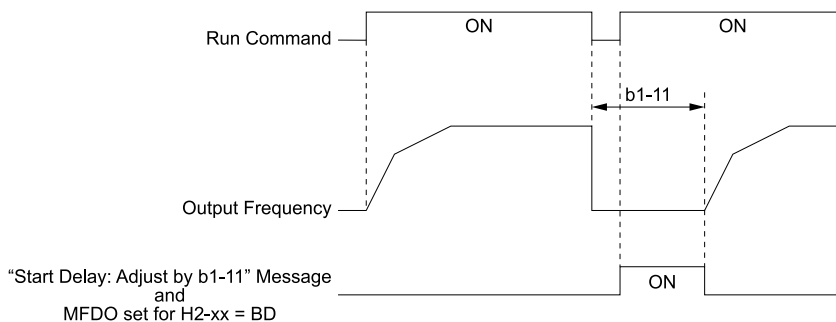 Run Command
ON
ON
b1-11
Output Frequency
“Start Delay: Adjust by b1-11” Message
and
MFDO set for H2-xx = BD
ON